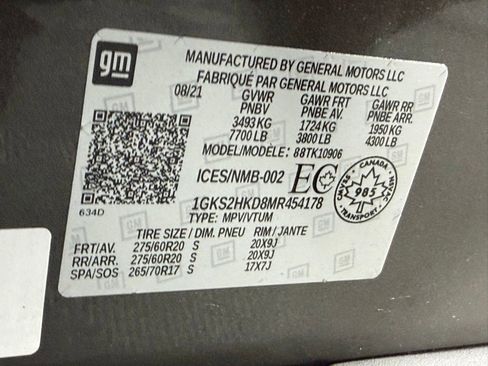 gm
MANUFACTURED BY GENERAL MOTORS LLC
FABRIQUÉ PAR GENERAL MOTORS LLC
08/21 GVWR GAWR FRT GAWR RR
PNBV PNBE AV. PNBE ARR.
3493 KG 1724 KG 1950 KG
7700 LB 3800 LB 4300 LB
MODEL/MODÈLE: 88TK10906
ICES/NMB-002 EC
CANADA
985
TRANSPORT
634D
1GKS2HKD8MR454178
TYPE: MPV/VTUM
TIRE SIZE / DIM. PNEU RIM / JANTE
FRT/AV. 275/60R20 S 20X9J
RR/ARR. 275/60R20 S 20X9J
SPA/SOS 265/70R17 S 17X7J